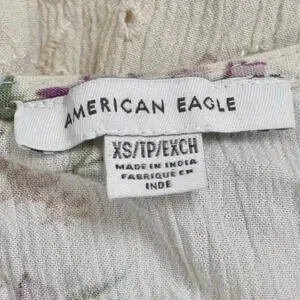 AMERICAN EAGLE
XS/TP/EXCH
MADE IN INDIA
FABRIQUÉ EN
INDE